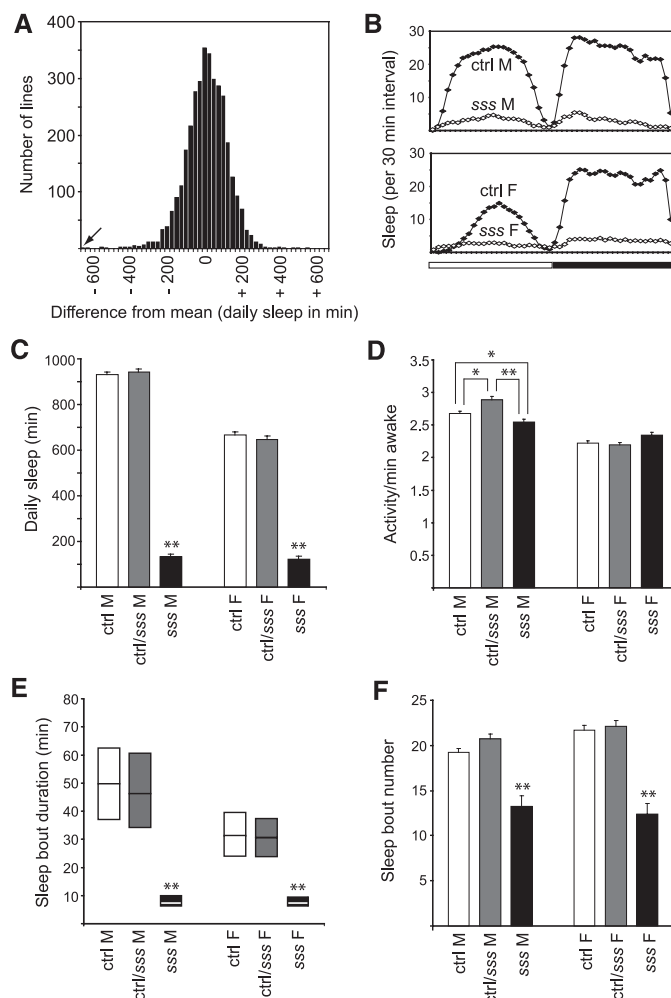 A
Number of lines
400
300
200
100
- 600
- 400
- 200
0
+ 200
+ 400
+ 600
Difference from mean (daily sleep in min)
B
Sleep (per 30 min interval)
30
20
10
ctrl M
sss M
30
20
10
ctrl F
sss F
C
Daily sleep (min)
1000
800
600
400
200
**
**
ctrl M
ctrl/sss M
sss M
ctrl F
ctrl/sss F
sss F
D
Activity/min awake
3.5
3
2.5
2
1.5
1
0.5
*
*
**
ctrl M
ctrl/sss M
sss M
ctrl F
ctrl/sss F
sss F
E
Sleep bout duration (min)
80
70
60
50
40
30
20
10
**
**
ctrl M
ctrl/sss M
sss M
ctrl F
ctrl/sss F
sss F
F
Sleep bout number
25
20
15
10
5
**
**
ctrl M
ctrl/sss M
sss M
ctrl F
ctrl/sss F
sss F